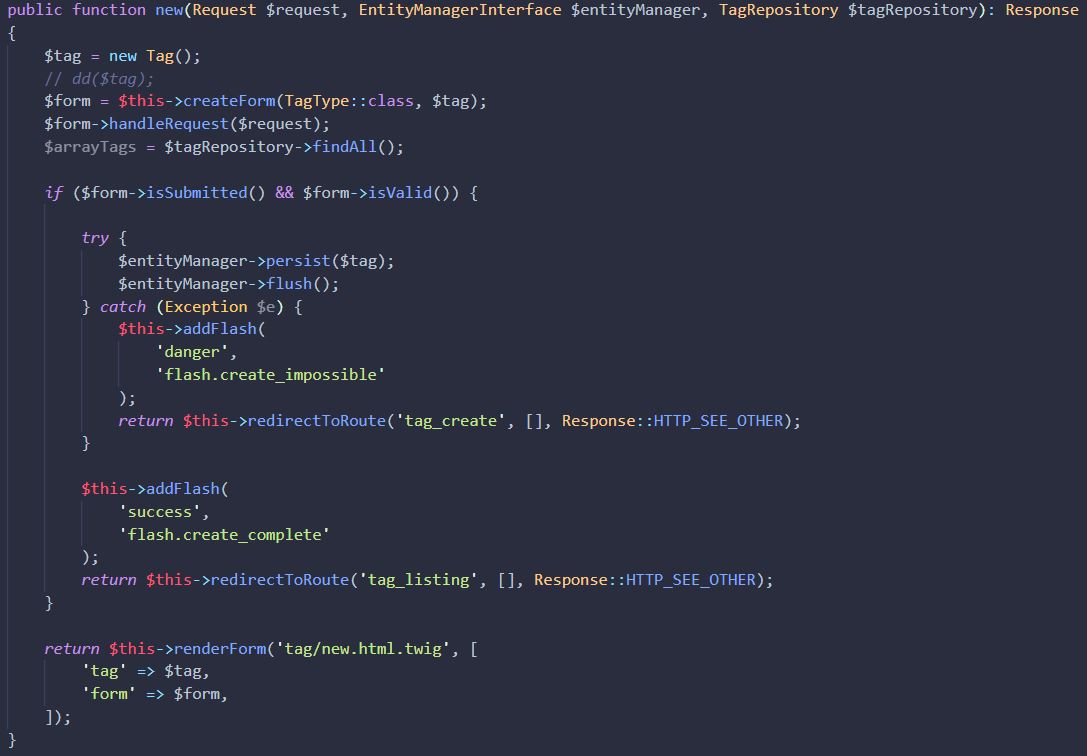 public function new(Request $request, EntityManagerInterface $entityManager, TagRepository $tagRepository): Response
{
    $tag = new Tag();
    // dd($tag);
    $form = $this->createForm(TagType::class, $tag);
    $form->handleRequest($request);
    $arrayTags = $tagRepository->findAll();

    if ($form->isSubmitted() && $form->isValid()) {

        try {
            $entityManager->persist($tag);
            $entityManager->flush();
        } catch (Exception $e) {
            $this->addFlash(
                'danger',
                'flash.create_impossible'
            );
            return $this->redirectToRoute('tag_create', [], Response::HTTP_SEE_OTHER);
        }

        $this->addFlash(
            'success',
            'flash.create_complete'
        );
        return $this->redirectToRoute('tag_listing', [], Response::HTTP_SEE_OTHER);
    }

    return $this->renderForm('tag/new.html.twig', [
        'tag' => $tag,
        'form' => $form,
    ]);
}